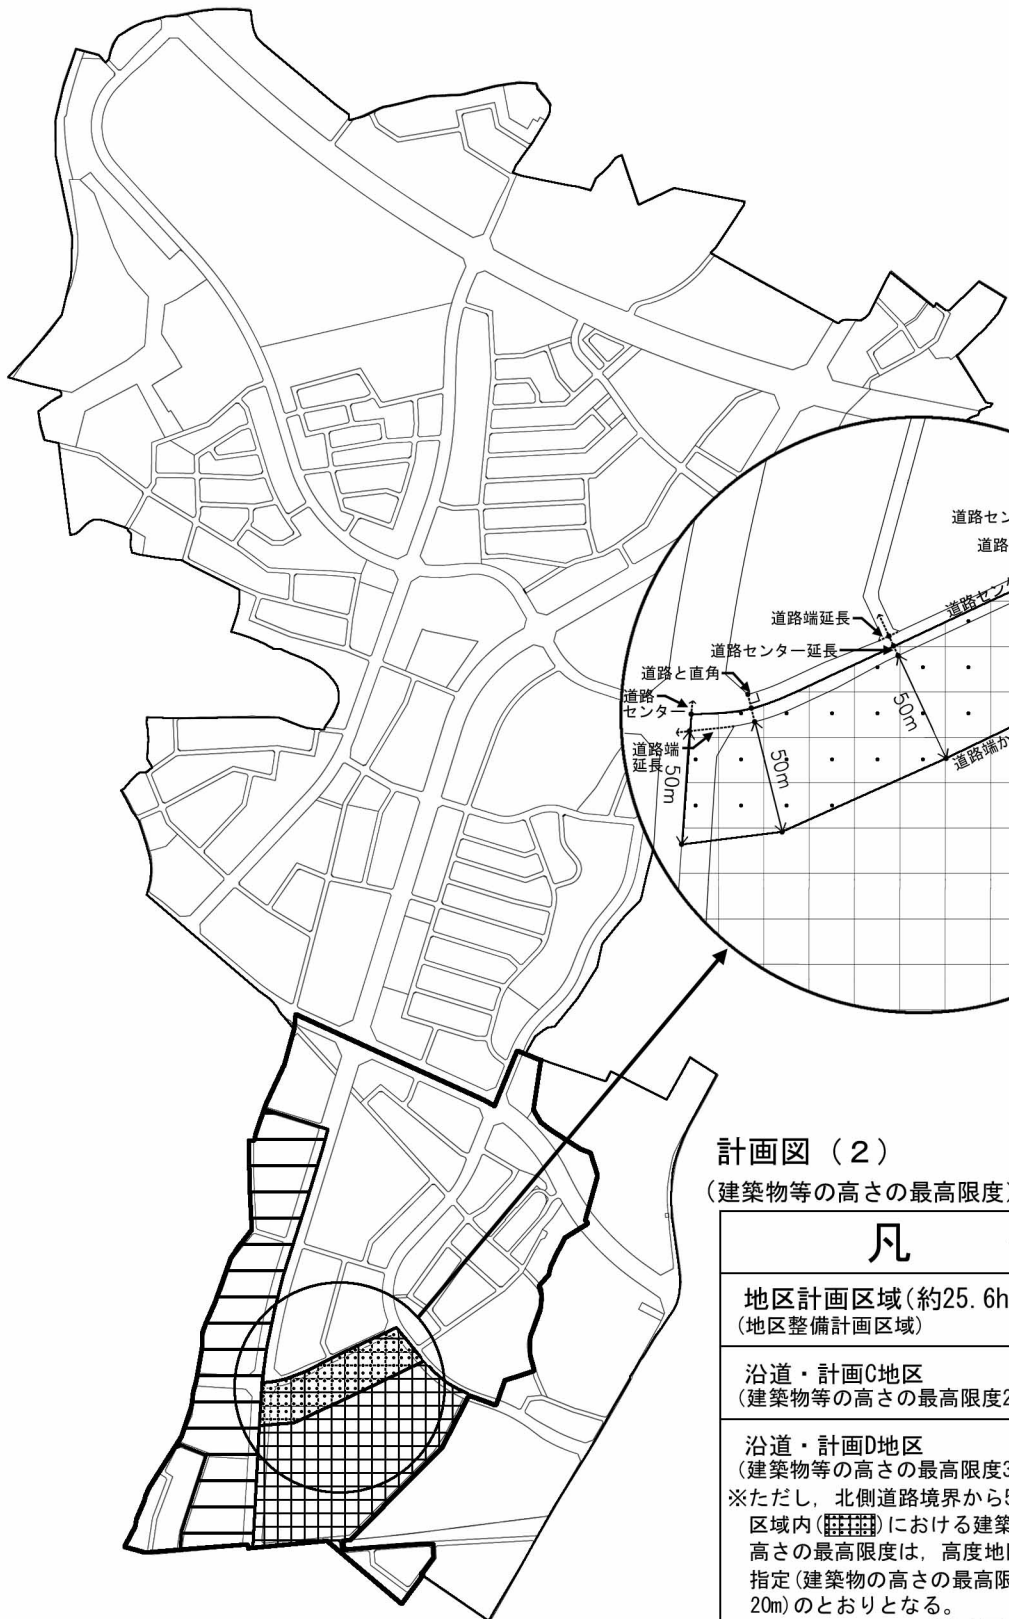 道路セン
道路
道路セン
道路端延長
道路センター延長
道路と直角
道路
センター
道路端
延長
50m
50m
50m
道路端か
計画図（２）
（建築物等の高さの最高限度）
凡
地区計画区域(約25.6h
(地区整備計画区域)
沿道・計画C地区
(建築物等の高さの最高限度2
沿道・計画D地区
(建築物等の高さの最高限度3
※ただし，北側道路境界から5
区域内( )における建築
高さの最高限度は，高度地
指定(建築物の高さの最高限
20m)のとおりとなる。